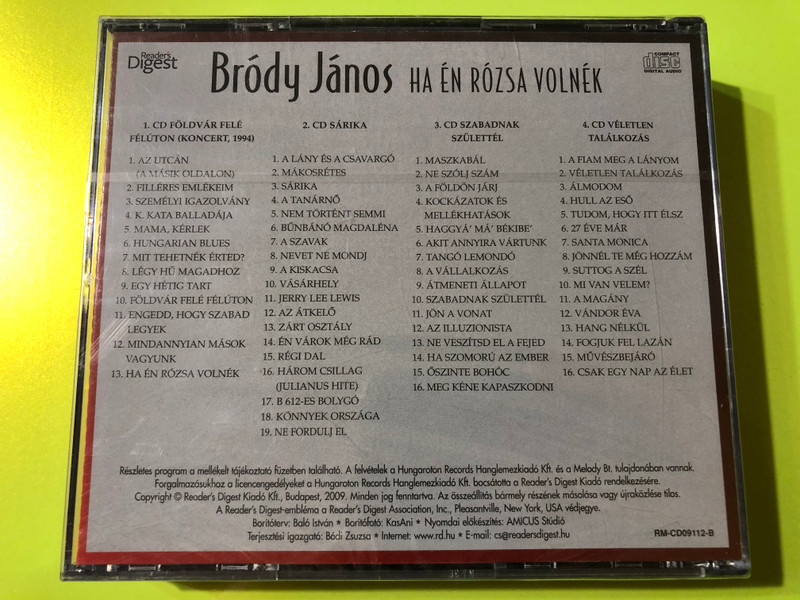 Reader's
Digest
Bródy János HA ÉN RÓZSA VOLNÉK
COMPACT
disc
DIGITAL AUDIO
1. CD FÖLDVÁR FELÉ
FÉLÚTON (KONCERT, 1994)
1. AZ UTCÁN
(A MÁSIK OLDALON)
2. FILLÉRES EMLÉKEIM
3. SZEMÉLYI IGAZOLVÁNY
4. K. KATA BALLADÁJA
5. MAMA, KÉRLEK
6. HUNGARIAN BLUES
7. MIT TEHETNÉK ÉRTED?
8. LÉGY HŰ MAGADHOZ
9. EGY HÉTIG TART
10. FÖLDVÁR FELÉ FÉLÚTON
11. ENGEDD, HOGY SZABAD
LEGYEK
12. MINDANNYIAN MÁSOK
VAGYUNK
13. HA ÉN RÓZSA VOLNÉK
2. CD SÁRIKA
1. A LÁNY ÉS A CSAVARGÓ
2. MÁKOSRÉTES
3. SÁRIKA
4. A TANÁRNŐ
5. NEM TÖRTÉNT SEMMI
6. BŰNBÁNÓ MAGDALÉNA
7. A SZAVAK
8. NEVET NE MONDJ
9. A KISKACSA
10. VÁSÁRHELY
11. JERRY LEE LEWIS
12. AZ ÁTKELŐ
13. ZÁRT OSZTÁLY
14. ÉN VÁROK MÉG RÁD
15. RÉGI DAL
16. HÁROM CSILLAG
(JULIANUS HITE)
17. B 612-ES BOLYGÓ
18. KÖNNYEK ORSZÁGA
19. NE FORDULJ EL
3. CD SZABADNAK
SZÜLETTÉL
1. MASZKABÁL
2. NE SZÓLJ SZÁM
3. A FÖLDÖN JÁRJ
4. KOCKÁZATOK ÉS
MELLÉKHATÁSOK
5. HAGGYÁ' MÁ' BÉKIBE'
6. AKIT ANNYIRA VÁRTUNK
7. TANGÓ LEMONDÓ
8. A VÁLLALKOZÁS
9. ÁTMENETI ÁLLAPOT
10. SZABADNAK SZÜLETTÉL
11. JÖN A VONAT
12. AZ ILLUZIONISTA
13. NE VESZÍTSD EL A FEJED
14. HA SZOMORÚ AZ EMBER
15. ŐSZINTE BOHÓC
16. MEG KÉNE KAPASZKODNI
4. CD VÉLETLEN
TALÁLKOZÁS
1. A FIAM MEG A LÁNYOM
2. VÉLETLEN TALÁLKOZÁS
3. ÁLMODOM
4. HULL AZ ESŐ
5. TUDOM, HOGY ITT ÉLSZ
6. 27 ÉVE MÁR
7. SANTA MONICA
8. JÖNNÉL TE MÉG HOZZÁM
9. SUTTOG A SZÉL
10. MI VAN VELEM?
11. A MAGÁNY
12. VÁNDOR ÉVA
13. HANG NÉLKÜL
14. FOGJUK FEL LAZÁN
15. MŰVÉSZBEJÁRÓ
16. CSAK EGY NAP AZ ÉLET
Részletes program a mellékelt tájékoztató füzetben található. A felvételek a Hungaroton Records Hanglemezkiadó Kft. és a Melody Bt. tulajdonában vannak.
Forgalmazásukhoz a licencengedélyeket a Hungaroton Records Hanglemezkiadó Kft. bocsátotta a Reader's Digest Kiadó rendelkezésére.
Copyright © Reader's Digest Kiadó Kft., Budapest, 2009. Minden jog fenntartva. Az összeállítás bármely részének másolása vagy újraközlése tilos.
A Reader's Digest-embléma a Reader's Digest Association, Inc., Pleasantville, New York, USA védjegye.
Borítóterv: Baló István * Borítófotó: KasAni * Nyomdai előkészítés: AMICUS Stúdió
Terjesztési igazgató: Bódi Zsuzsa * Internet: www.rd.hu * E-mail: cs@readersdigest.hu
RM-CD09112-B